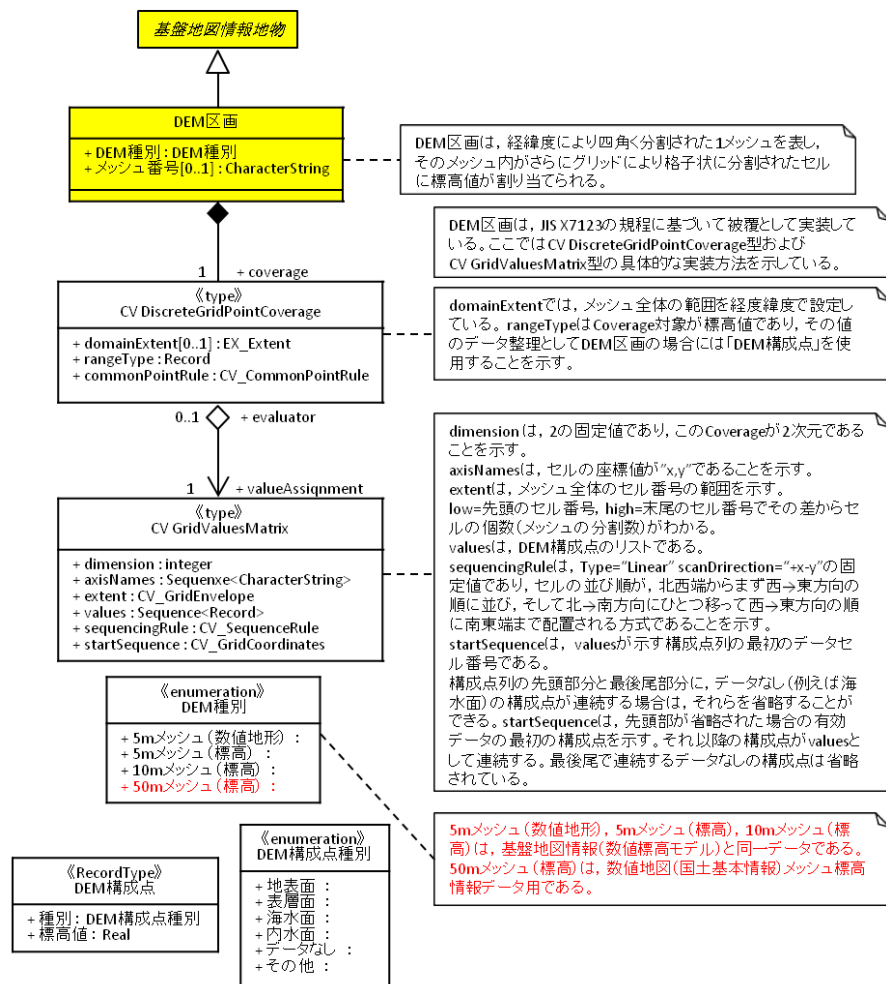 基盤地図情報地物
DEM区画
+ DEM種別 : DEM種別
+ メッシュ番号[0..1] : CharacterString
DEM区画は，経緯度により四角く分割された1メッシュを表し，
そのメッシュ内がさらにグリッドにより格子状に分割されたセル
に標高値が割り当てられる。
DEM区画は，JIS X7123の規程に基づいて被覆として実装して
いる。ここではCV DiscreteGridPointCoverage型および
CV GridValuesMatrix型の具体的な実装方法を示している。
1 + coverage
《type》
CV DiscreteGridPointCoverage
+ domainExtent[0..1] : EX_Extent
+ rangeType : Record
+ commonPointRule : CV_CommonPointRule
domainExtentでは，メッシュ全体の範囲を経度緯度で設定し
ている。rangeTypeはCoverage対象が標高値であり，その値
のデータ整理としてDEM区画の場合には「DEM構成点」を使
用することを示す。
0..1 + evaluator
1 + valueAssignment
《type》
CV GridValuesMatrix
+ dimension : integer
+ axisNames : Sequenxe<CharacterString>
+ extent : CV_GridEnvelope
+ values : Sequence<Record>
+ sequencingRule : CV_SequenceRule
+ startSequence : CV_GridCoordinates
dimensionは，2の固定値であり，このCoverageが2次元である
ことを示す。
axisNamesは，セルの座標値が"x,y"であることを示す。
extentは，メッシュ全体のセル番号の範囲を示す。
low=先頭のセル番号，high=末尾のセル番号でその差からセ
ルの個数（メッシュの分割数）がわかる。
valuesは，DEM構成点のリストである。
sequencingRuleは，Type="Linear" scanDrirection="+x-y"の固
定値であり，セルの並び順が，北西端からまず西→東方向の
順に並び，そして北→南方向にひとつ移って西→東方向の順
に南東端まで配置される方式であることを示す。
startSequenceは，valuesが示す構成点列の最初のデータセ
ル番号である。
構成点列の先頭部分と最後尾部分に，データなし（例えば海
水面）の構成点が連続する場合は，それらを省略することが
できる。startSequenceは，先頭部が省略された場合の有効
データの最初の構成点を示す。それ以降の構成点がvaluesと
して連続する。最後尾で連続するデータなしの構成点は省略
されている。
《enumeration》
DEM種別
+ 5mメッシュ（数値地形） :
+ 5mメッシュ（標高） :
+ 10mメッシュ（標高） :
+ 50mメッシュ（標高） :
5mメッシュ（数値地形），5mメッシュ（標高），10mメッシュ（標
高）は，基盤地図情報（数値標高モデル）と同一データである。
50mメッシュ（標高）は，数値地図（国土基本情報）メッシュ標高
情報データ用である。
《RecordType》
DEM構成点
+ 種別 : DEM構成点種別
+ 標高値 : Real
《enumeration》
DEM構成点種別
+ 地表面 :
+ 表層面 :
+ 海水面 :
+ 内水面 :
+ データなし :
+ その他 :